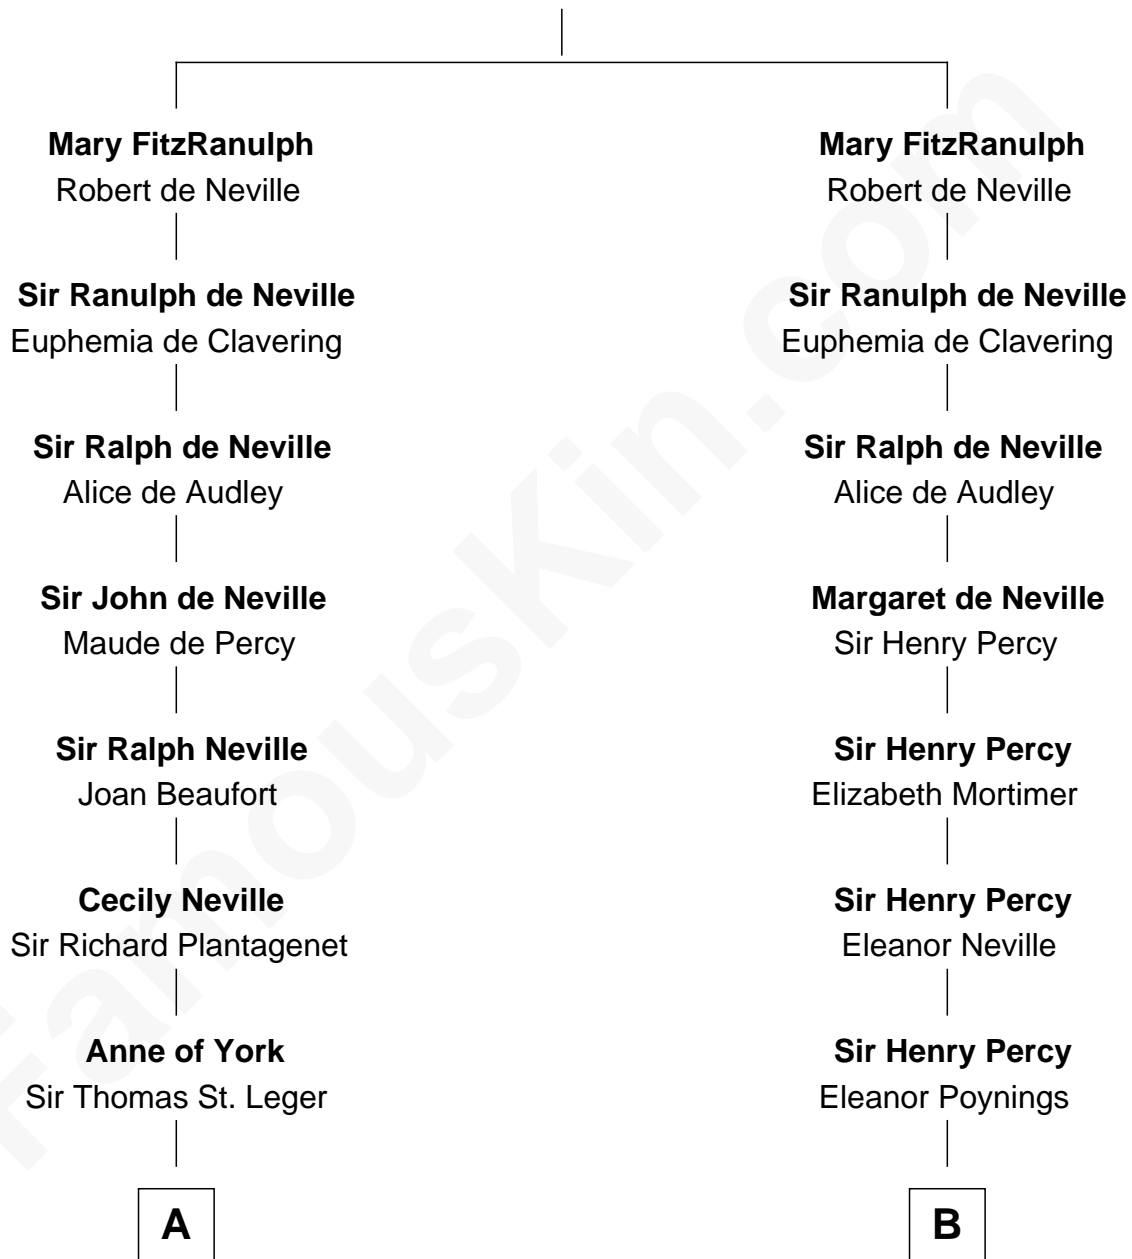 Mary FitzRanulph
Robert de Neville
Mary FitzRanulph
Robert de Neville
Sir Ranulph de Neville
Euphemia de Clavering
Sir Ranulph de Neville
Euphemia de Clavering
Sir Ralph de Neville
Alice de Audley
Sir Ralph de Neville
Alice de Audley
Sir John de Neville
Maude de Percy
Margaret de Neville
Sir Henry Percy
Sir Ralph Neville
Joan Beaufort
Sir Henry Percy
Elizabeth Mortimer
Cecily Neville
Sir Richard Plantagenet
Sir Henry Percy
Eleanor Neville
Anne of York
Sir Thomas St. Leger
Sir Henry Percy
Eleanor Poynings
A
B
FamousKin.com